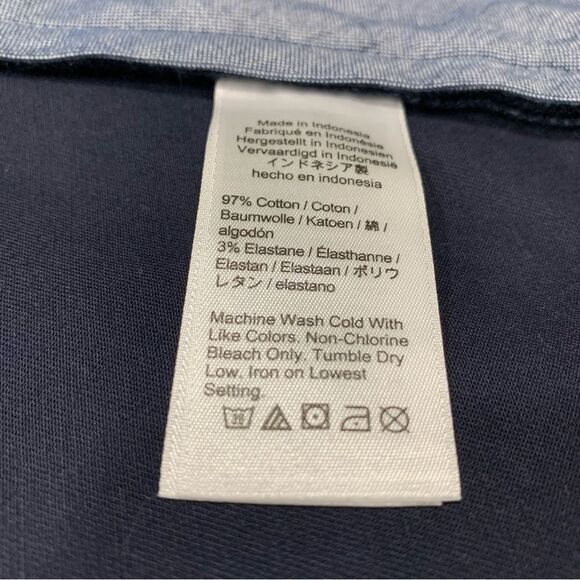 Made in Indonesia
Fabriqué en Indonésie
Hergestellt in Indonesien
Vervaardigd in Indonesië
インドネシア製
hecho en indonesia
97% Cotton / Coton /
Baumwolle / Katoen / 綿 /
algodón
3% Elastane / Élasthanne /
Elastan / Elastaan / ポリウ
レタン / elastano
Machine Wash Cold With
Like Colors. Non-Chlorine
Bleach Only. Tumble Dry
Low. Iron on Lowest
Setting.